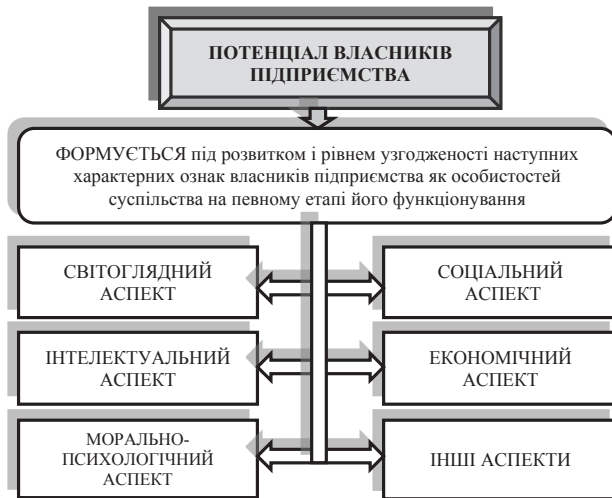 ПОТЕНЦІАЛ ВЛАСНИКІВ
ПІДПРИЄМСТВА
ФОРМУЄТЬСЯ під розвитком і рівнем узгодженості наступних
характерних ознак власників підприємства як особистостей
суспільства на певному етапі його функціонування
СВІТОГЛЯДНИЙ
АСПЕКТ
СОЦІАЛЬНИЙ
АСПЕКТ
ІНТЕЛЕКТУАЛЬНИЙ
АСПЕКТ
ЕКОНОМІЧНИЙ
АСПЕКТ
МОРАЛЬНО-
ПСИХОЛОГІЧНИЙ
АСПЕКТ
ІНШІ АСПЕКТИ